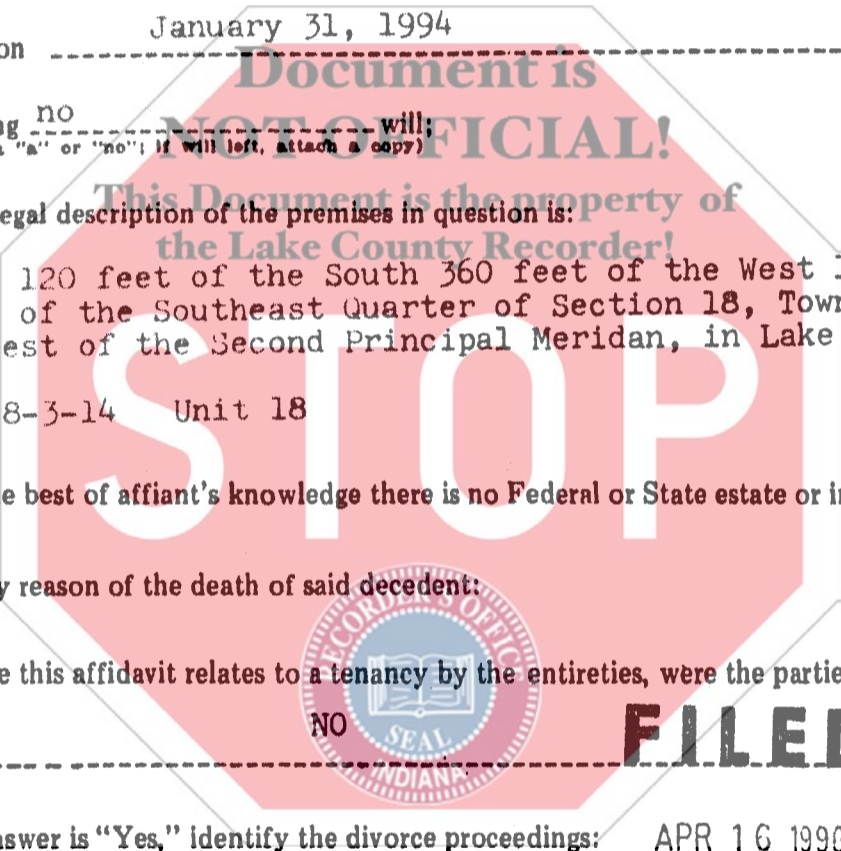 on January 31, 1994
Document is
g no will;
"a" or "no"; if will left, attach a copy)
NOT OFFICIAL!
This Document is the property of
egal description of the premises in question is:
the Lake County Recorder!
120 feet of the South 360 feet of the West
of the Southeast Quarter of Section 18, Town
est of the Second Principal Meridan, in Lake
8-3-14 Unit 18
STOP
e best of affiant's knowledge there is no Federal or State estate or in
y reason of the death of said decedent:
RECORDER'S OFFICE
e this affidavit relates to a tenancy by the entireties, were the partie
NO
SEAL
INDIANA
FILE
nswer is "Yes," identify the divorce proceedings: APR 16 1996